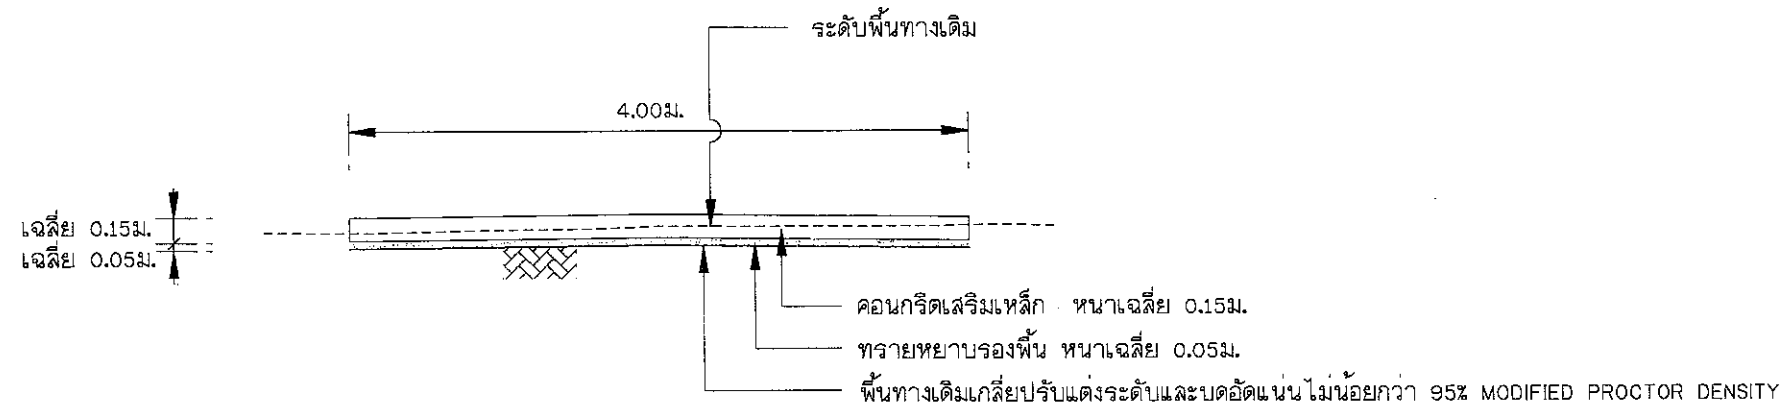 ระดับพื้นทางเดิม
4.00ม.
เฉลี่ย 0.15ม.
เฉลี่ย 0.05ม.
คอนกรีตเสริมเหล็ก หนาเฉลี่ย 0.15ม.
ทรายหยาบรองพื้น หนาเฉลี่ย 0.05ม.
พื้นทางเดิมเกลี่ยปรับแต่งระดับและบดอัดแน่นไม่น้อยกว่า 95% MODIFIED PROCTOR DENSITY